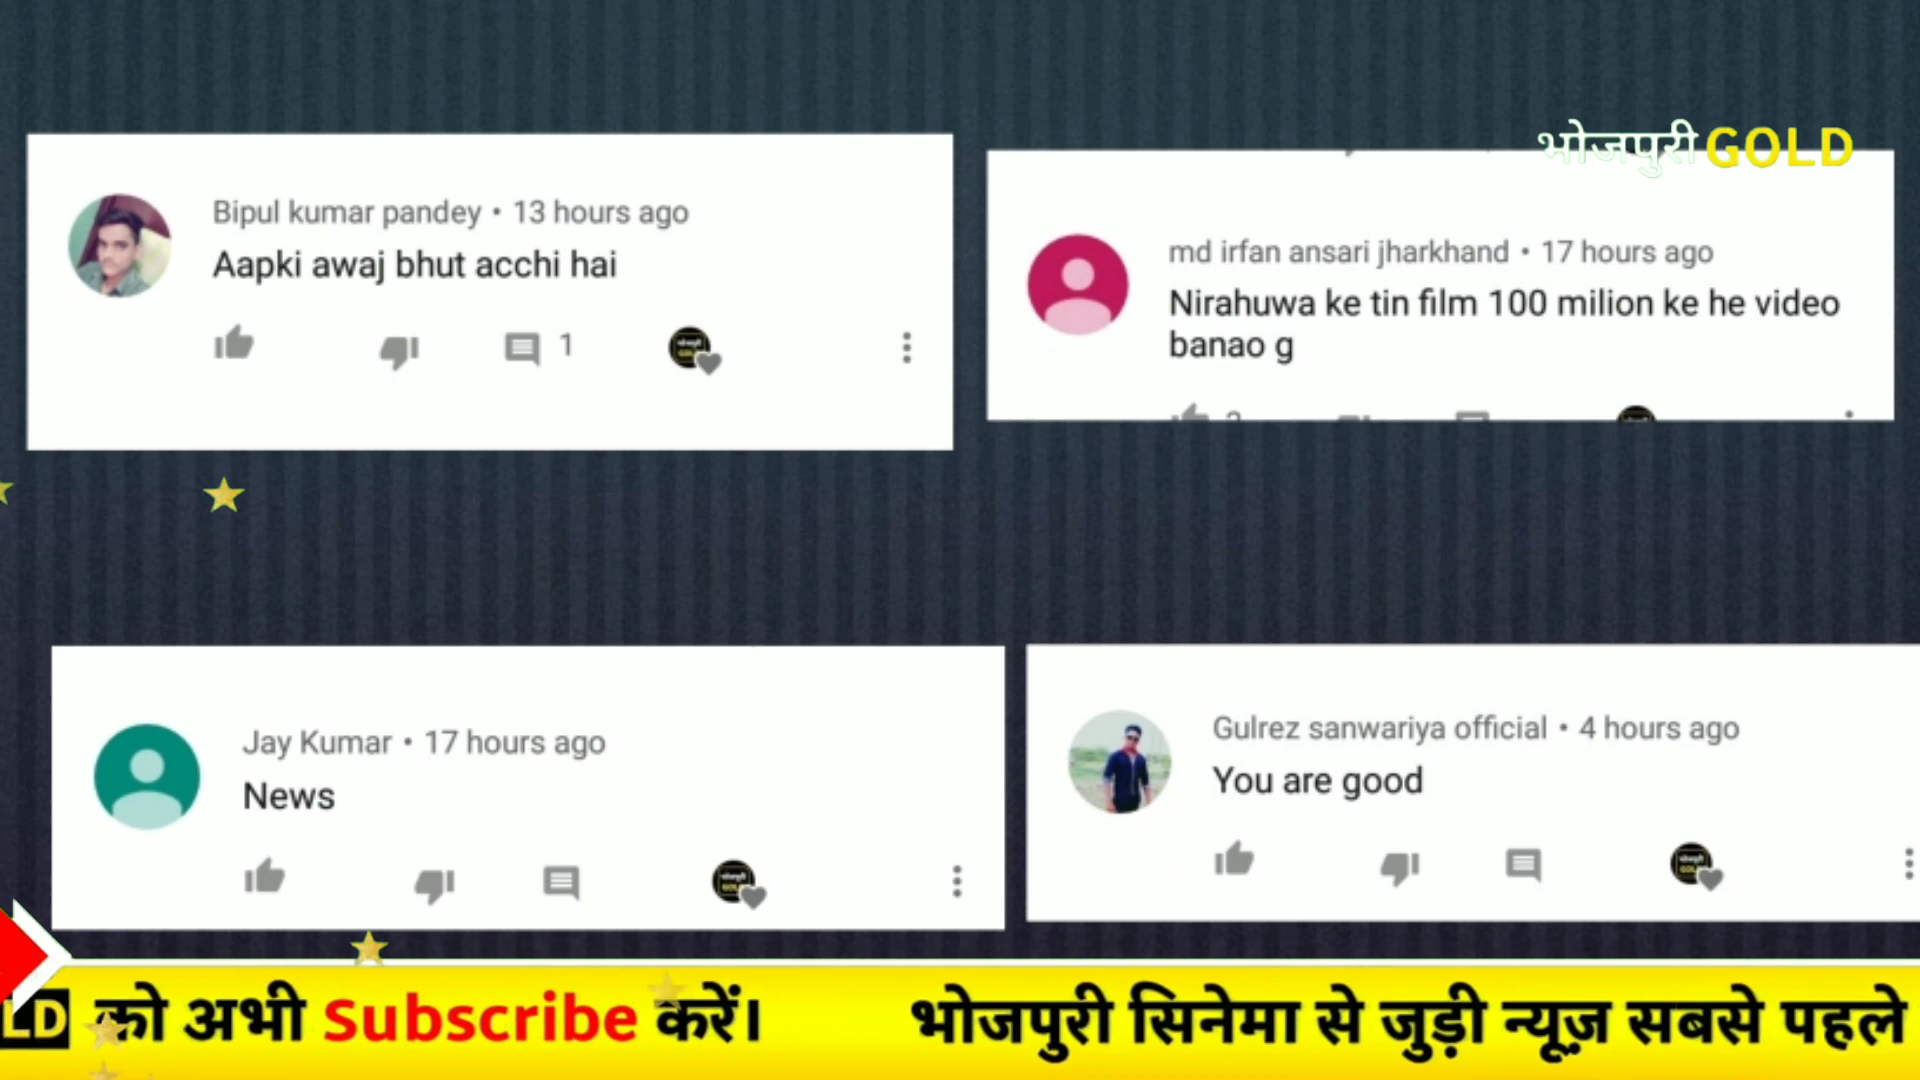 भोजपुरी GOLD
Bipul kumar pandey • 13 hours ago
Aapki awaj bhut acchi hai
1
md irfan ansari jharkhand • 17 hours ago
Nirahuwa ke tin film 100 milion ke he video
banao g
Jay Kumar • 17 hours ago
News
Gulrez sanwariya official • 4 hours ago
You are good
LD को अभी Subscribe करें। भोजपुरी सिनेमा से जुड़ी न्यूज़ सबसे पहले